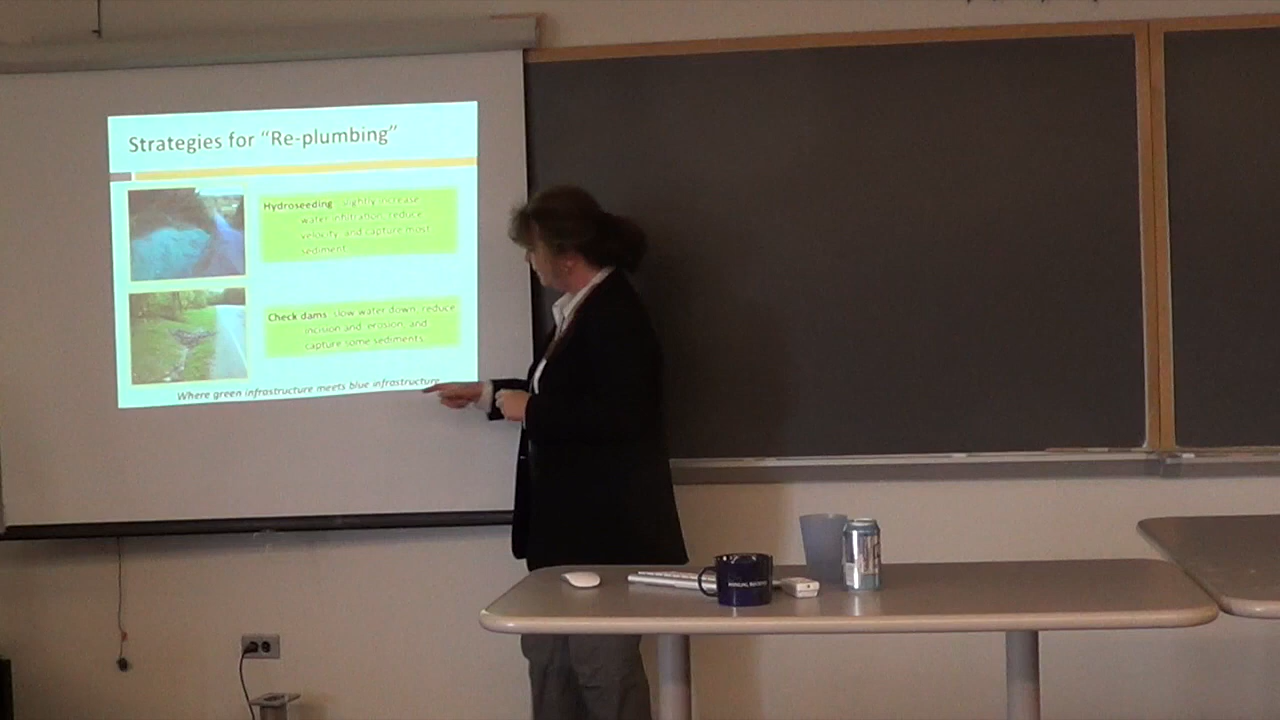 Strategies for “Re-plumbing”
Hydroseeding slightly increase
water infiltration, reduce
velocity, and capture most
sediment
Check dams slow water down, reduce
incision and erosion, and
capture some sediments
Where green infrastructure meets blue infrastructure